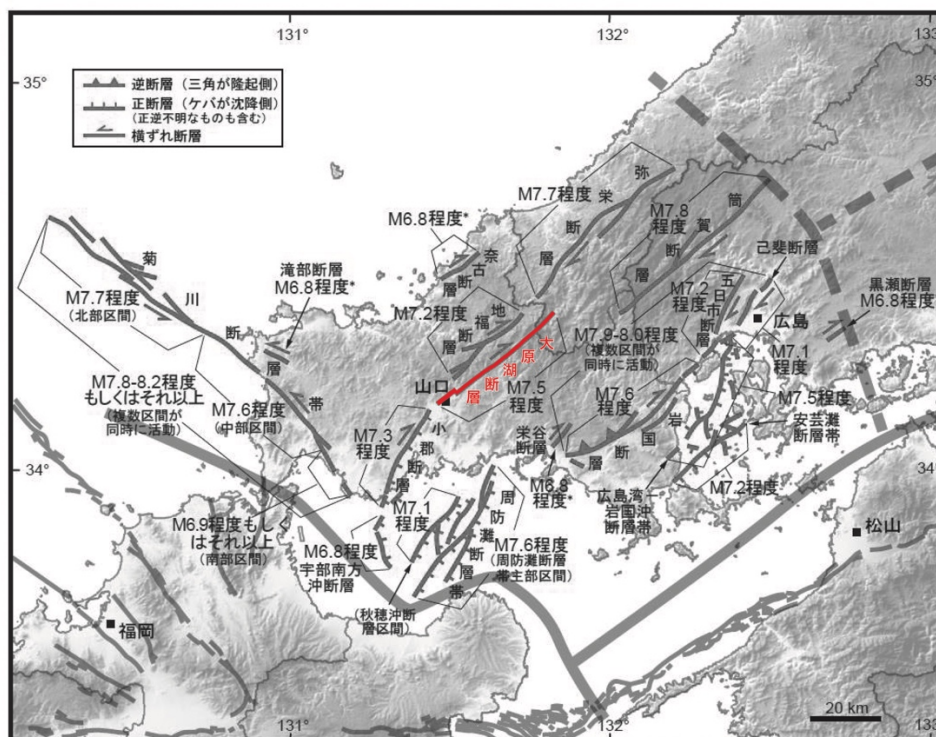 131°
132°
133
35°
逆断層（三角が隆起側）
正断層（ケバが沈降側）
（正逆不明なものも含む）
横ずれ断層
弥栄断層
M7.7程度
筒賀断層
M7.8
程度
M6.8程度*
奈古断層
己斐断層
菊川断層帯
滝部断層
M6.8程度*
M7.2
程度
五日市断層
黒瀬断層
M6.8程度*
M7.7程度
（北部区間）
M7.2程度
地福断層
M7.9-8.0程度
（複数区間が
同時に活動）
広島
大原湖断層
M7.1
程度
山口
M7.5
程度
M7.8-8.2程度
もしくはそれ以上
（複数区間が
同時に活動）
M7.6程度
（中部区間）
M7.6
程度
M7.5程度
安芸灘
断層帯
小郡断層
M7.3
程度
栄谷
断層
岩国断層
34°
34
M6.8
程度*
M7.2程度
広島湾－
岩国沖
断層帯
周防灘断層帯
M7.1
程度
M6.9程度もしく
はそれ以上
（南部区間）
松山
M6.8程度
宇部南方
沖断層
M7.6程度
（周防灘断層
帯主部区間）
（秋穂沖断
層区間）
福岡
20 km
131°
132°
133